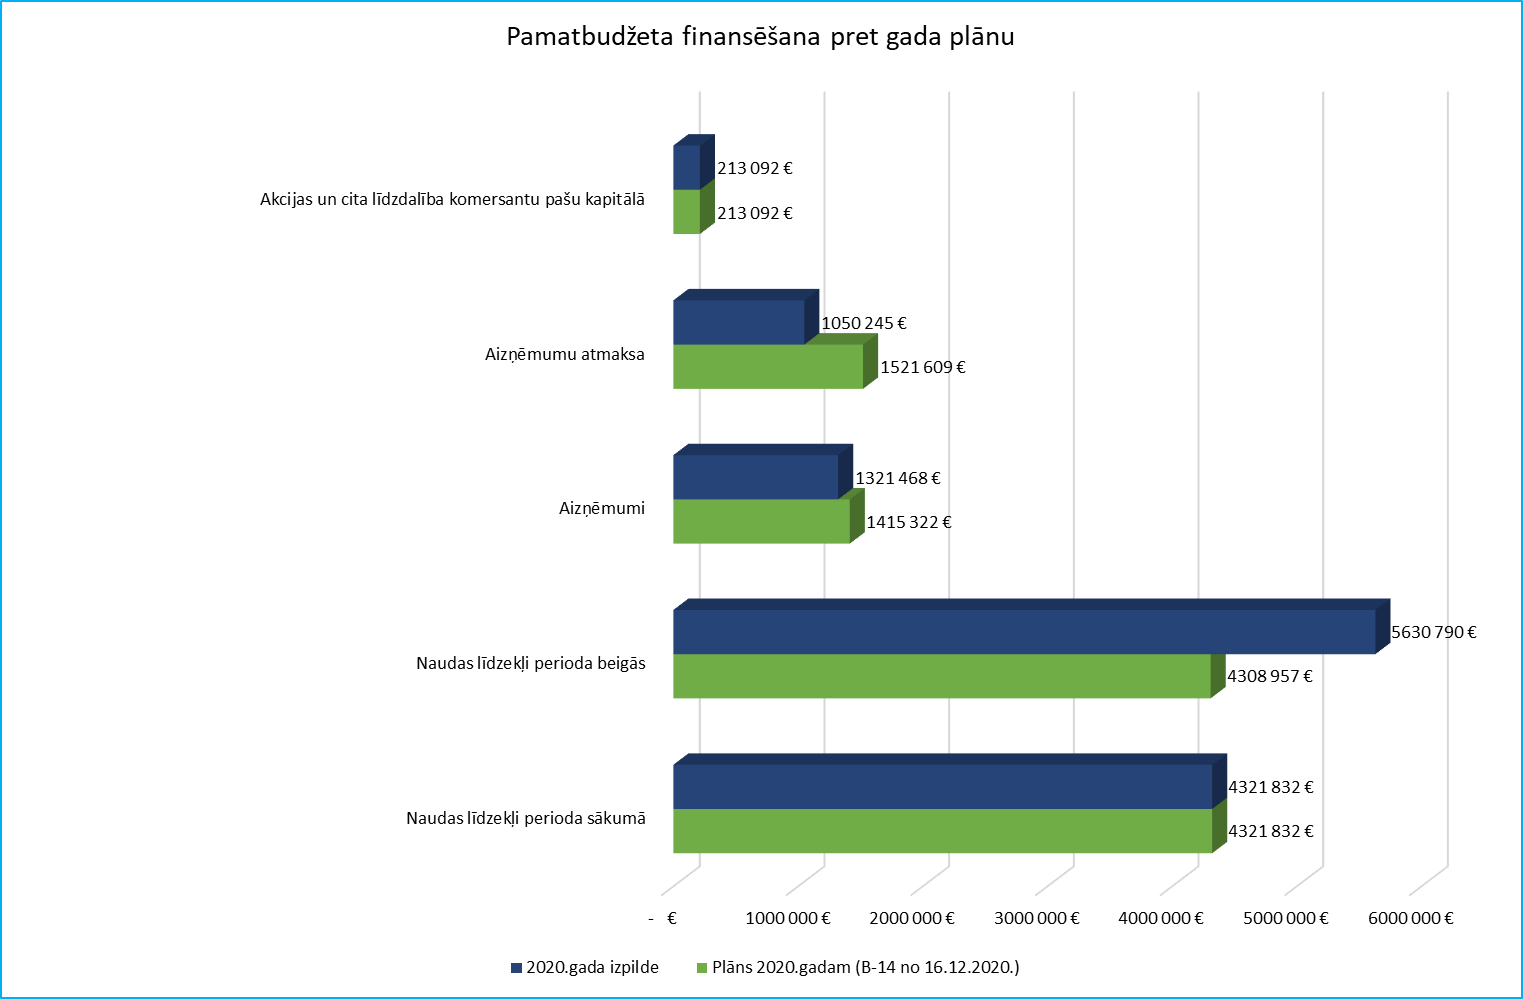 Pamatbudžeta finansēšana pret gada plānu
Akcijas un cita līdzdalība komersantu pašu kapitālā
213 092 €
213 092 €
Aizņēmumu atmaksa
1050 245 €
1521 609 €
Aizņēmumi
1321 468 €
1415 322 €
Naudas līdzekļi perioda beigās
5630 790 €
4308 957 €
Naudas līdzekļi perioda sākumā
4321 832 €
4321 832 €
- € 1000 000 € 2000 000 € 3000 000 € 4000 000 € 5000 000 € 6000 000 €
2020.gada izpilde Plāns 2020.gadam (B-14 no 16.12.2020.)